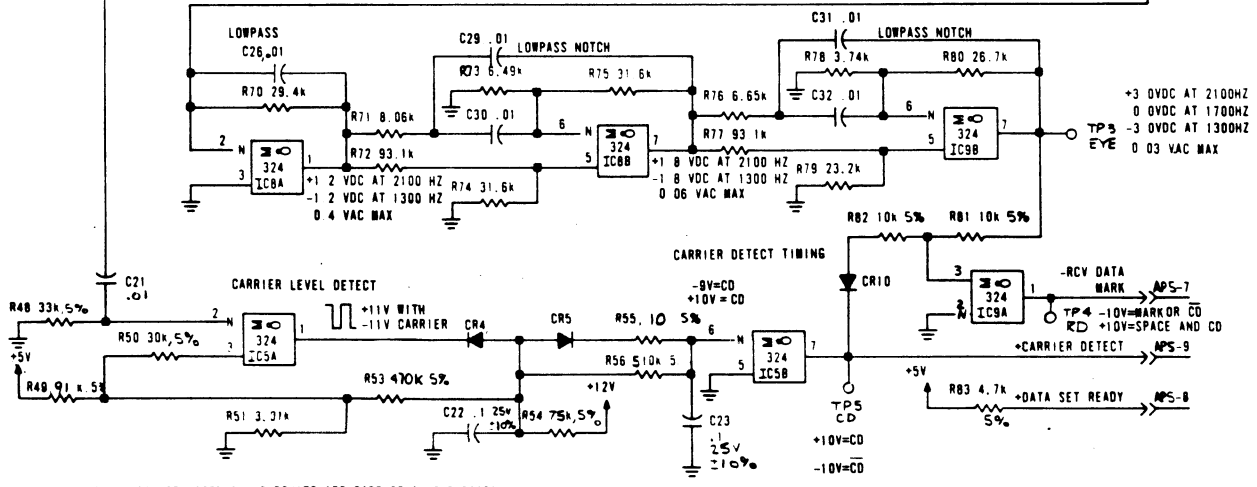 LOWPASS
C26,.01
R70 29.4k
2 N
324
1
3
IC8A
+1 2 VDC AT 2100 HZ
-1 2 VDC AT 1300 HZ
0.4 VAC MAX
C29 .01
LOWPASS NOTCH
R73 6.49k
R75 31 6k
R71 8.06k
C30 .01
6 N
R72 93.1k
324
7
5
IC8B
R74 31.6k
+1 8 VDC AT 2100 HZ
-1 8 VDC AT 1300 HZ
0 06 VAC MAX
C31 .01
LOWPASS NOTCH
R78 3.74k
R80 26.7k
R76 6.65k
C32 .01
6 N
R77 93 1k
324
7
5
IC9B
R79 23.2k
+3 0VDC AT 2100HZ
0 0VDC AT 1700HZ
-3 0VDC AT 1300HZ
TP3
EYE
0 03 VAC MAX
R82 10k 5%
R81 10k 5%
CARRIER DETECT TIMING
CR10
3
324
1
2
N
IC9A
-RCV DATA
MARK
APS-7
TP4 -10V=MARK OR C̅D̅
RD +10V=SPACE AND CD
C21
.01
CARRIER LEVEL DETECT
R48 33k,5%
2 N
324
3
IC5A
R50 30k,5%
+5V
R49 91 k.5%
+11V WITH
-11V CARRIER
CR4
CR5
R55, 10 5%
-9V=CD
+10V = CD
6 N
324
7
5
IC5B
R56 510k 5
R53 470K 5%
+12V
R51 3.01k
C22 .1 25V
±10%
R54 75k,5%
C23
.1
25V
±10%
TP5
CD
+10V=CD
-10V=C̅D̅
+CARRIER DETECT
APS-9
+5V
R83 4.7k
5%
+DATA SET READY
APS-8